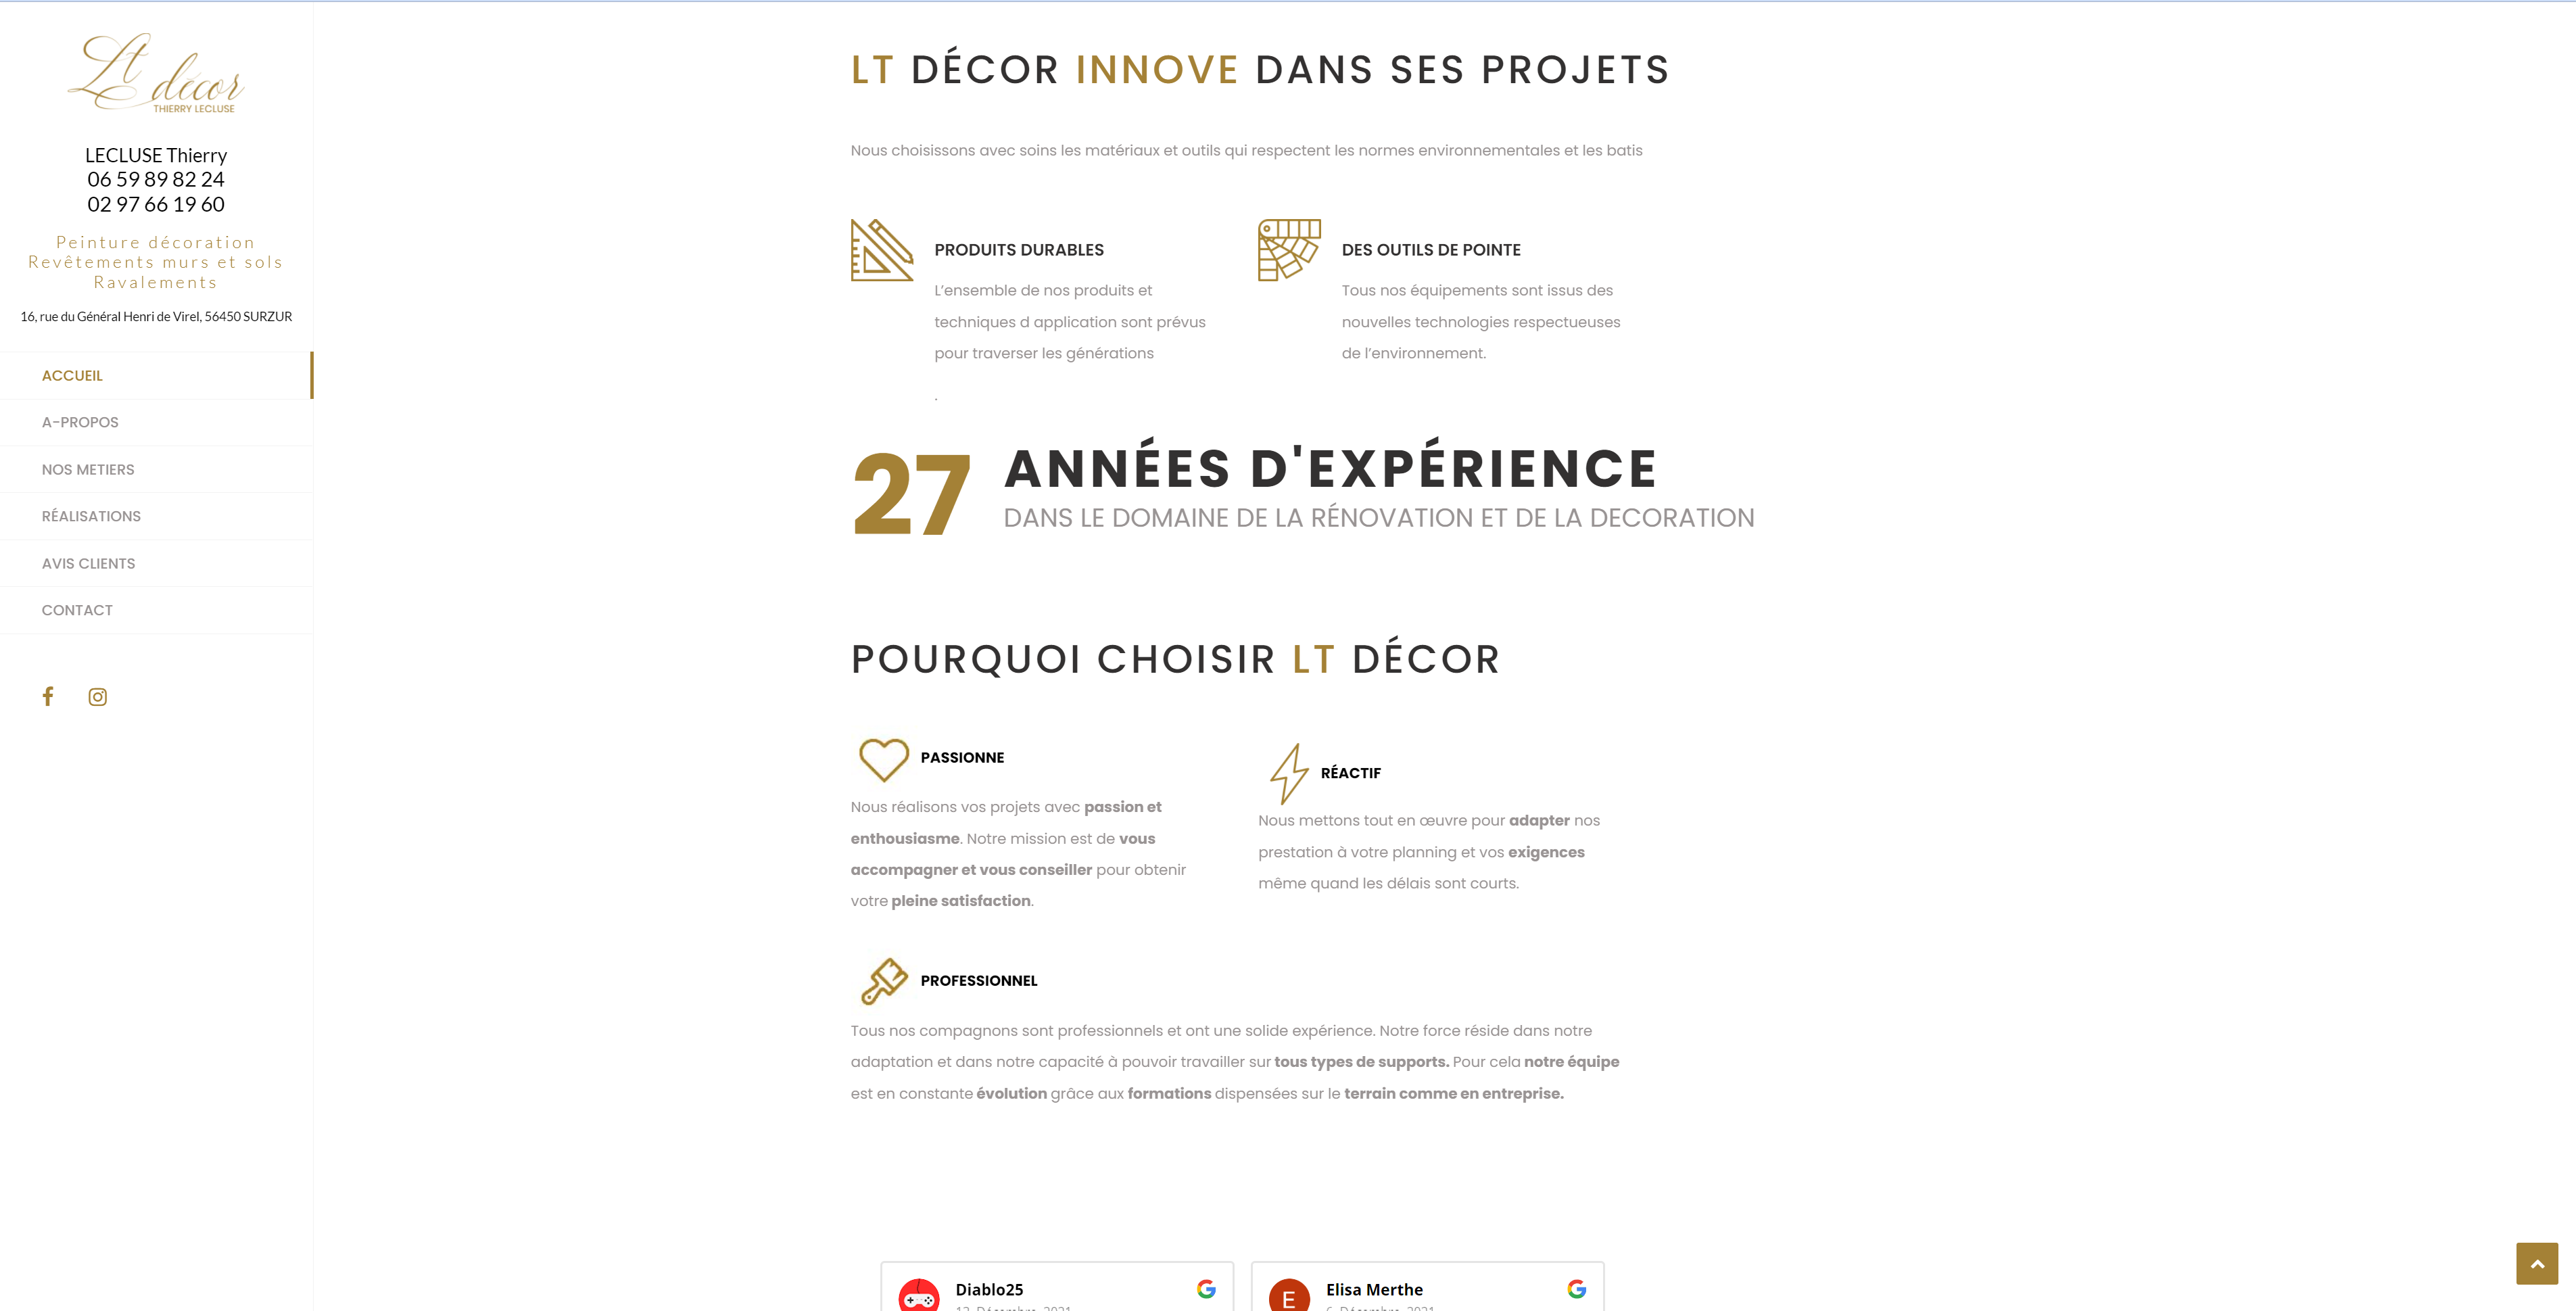 Lt décor
THIERRY LECLUSE
LECLUSE Thierry
06 59 89 82 24
02 97 66 19 60
Peinture décoration
Revêtements murs et sols
Ravalements
16, rue du Général Henri de Virel, 56450 SURZUR
ACCUEIL
A-PROPOS
NOS METIERS
RÉALISATIONS
AVIS CLIENTS
CONTACT
LT DÉCOR INNOVE DANS SES PROJETS
Nous choisissons avec soins les matériaux et outils qui respectent les normes environnementales et les batis
PRODUITS DURABLES
L’ensemble de nos produits et
techniques d application sont prévus
pour traverser les générations
.
DES OUTILS DE POINTE
Tous nos équipements sont issus des
nouvelles technologies respectueuses
de l’environnement.
27
ANNÉES D'EXPÉRIENCE
DANS LE DOMAINE DE LA RÉNOVATION ET DE LA DECORATION
POURQUOI CHOISIR LT DÉCOR
PASSIONNE
Nous réalisons vos projets avec passion et
enthousiasme. Notre mission est de vous
accompagner et vous conseiller pour obtenir
votre pleine satisfaction.
RÉACTIF
Nous mettons tout en œuvre pour adapter nos
prestation à votre planning et vos exigences
même quand les délais sont courts.
PROFESSIONNEL
Tous nos compagnons sont professionnels et ont une solide expérience. Notre force réside dans notre
adaptation et dans notre capacité à pouvoir travailler sur tous types de supports. Pour cela notre équipe
est en constante évolution grâce aux formations dispensées sur le terrain comme en entreprise.
Diablo25
E
Elisa Merthe